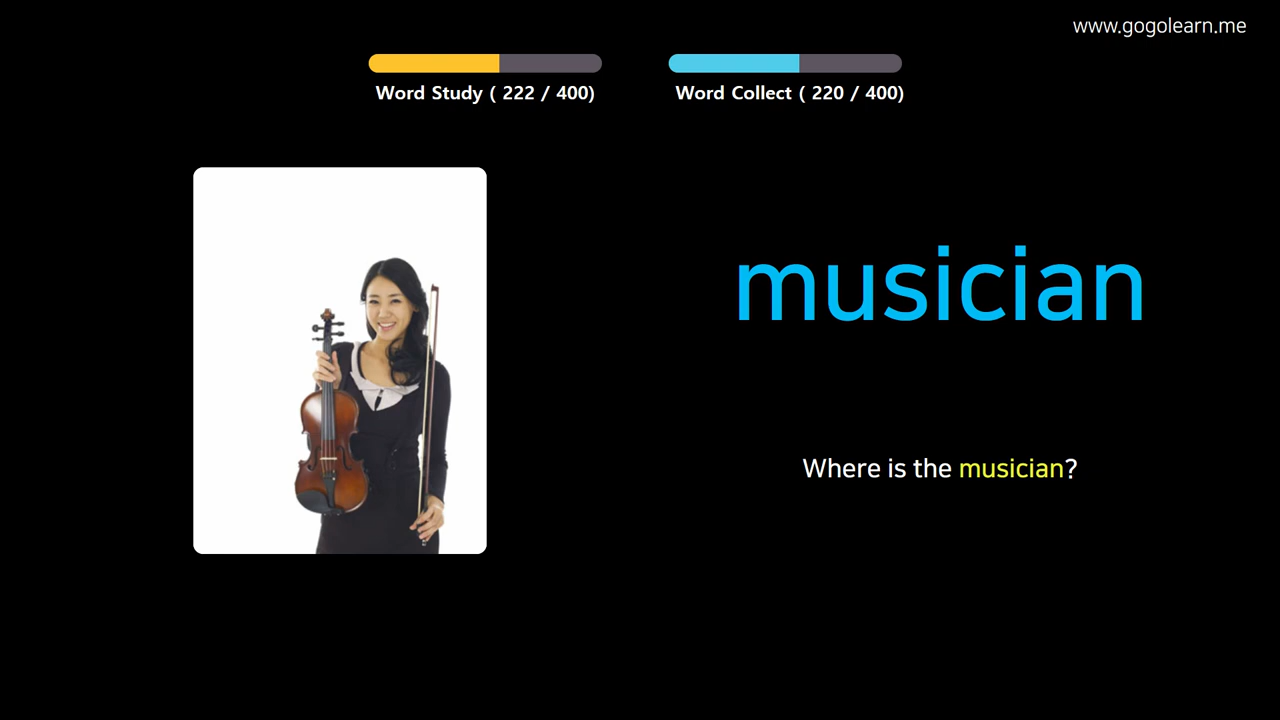 www.gogolearn.me
Word Study ( 222 / 400)
Word Collect ( 220 / 400)
musician
Where is the musician?